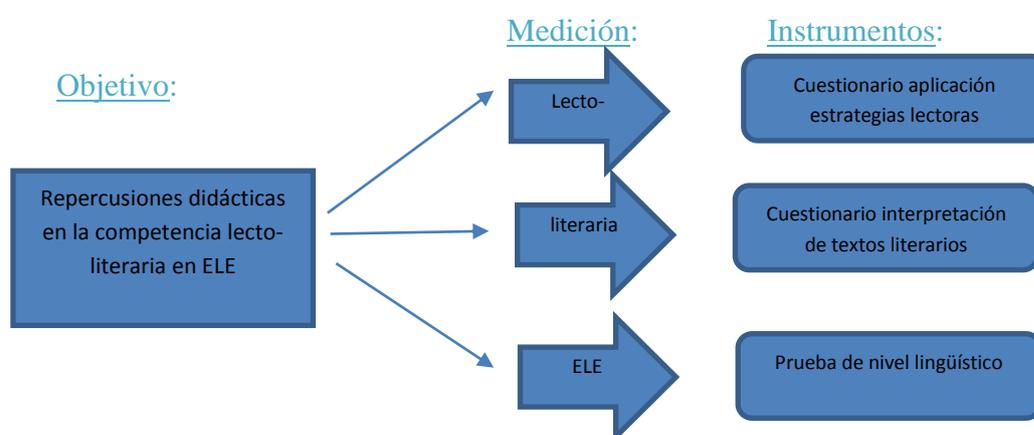 Medición:
Instrumentos:
Objetivo:
Lecto-
Cuestionario aplicación
estrategias lectoras
Repercusiones didácticas
en la competencia lecto-
literaria en ELE
literaria
Cuestionario interpretación
de textos literarios
ELE
Prueba de nivel lingüístico